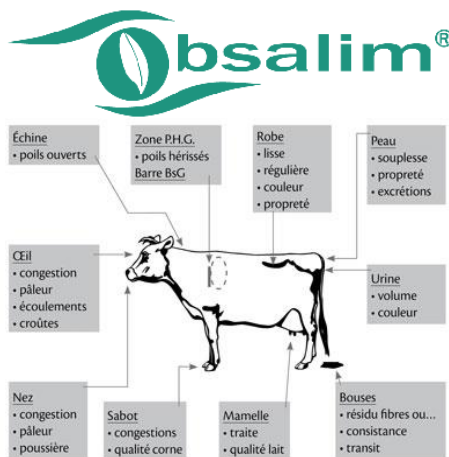 Obsalim®
Échine
• poils ouverts
Zone P.H.G.
• poils hérissés
Barre BsG
Robe
• lisse
• régulière
• couleur
• propreté
Peau
• souplesse
• propreté
• excrétions
Œil
• congestion
• pâleur
• écoulements
• croûtes
Urine
• volume
• couleur
Nez
• congestion
• pâleur
• poussière
Sabot
• congestions
• qualité corne
Mamelle
• traite
• qualité lait
Bouses
• résidu fibres ou...
• consistance
• transit